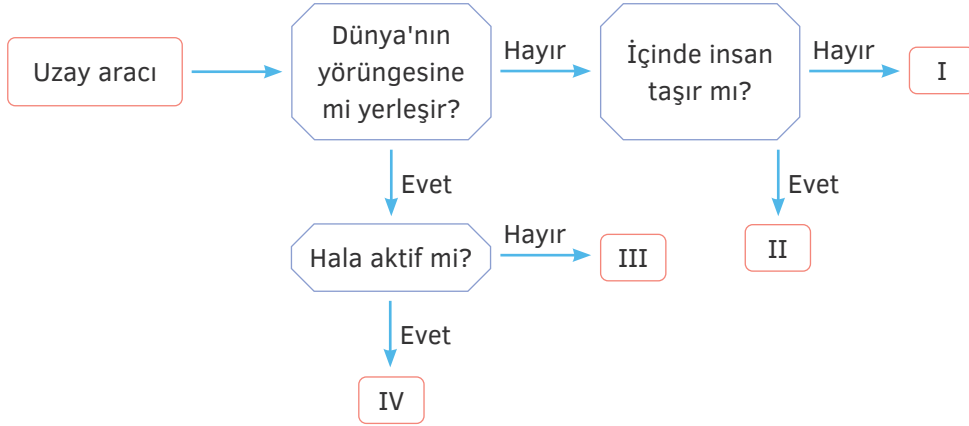 Uzay aracı
Dünya'nın
yörüngesine
mi yerleşir?
Hayır
İçinde insan
taşır mı?
Hayır
I
Evet
Evet
Hala aktif mi?
Hayır
III
II
Evet
IV